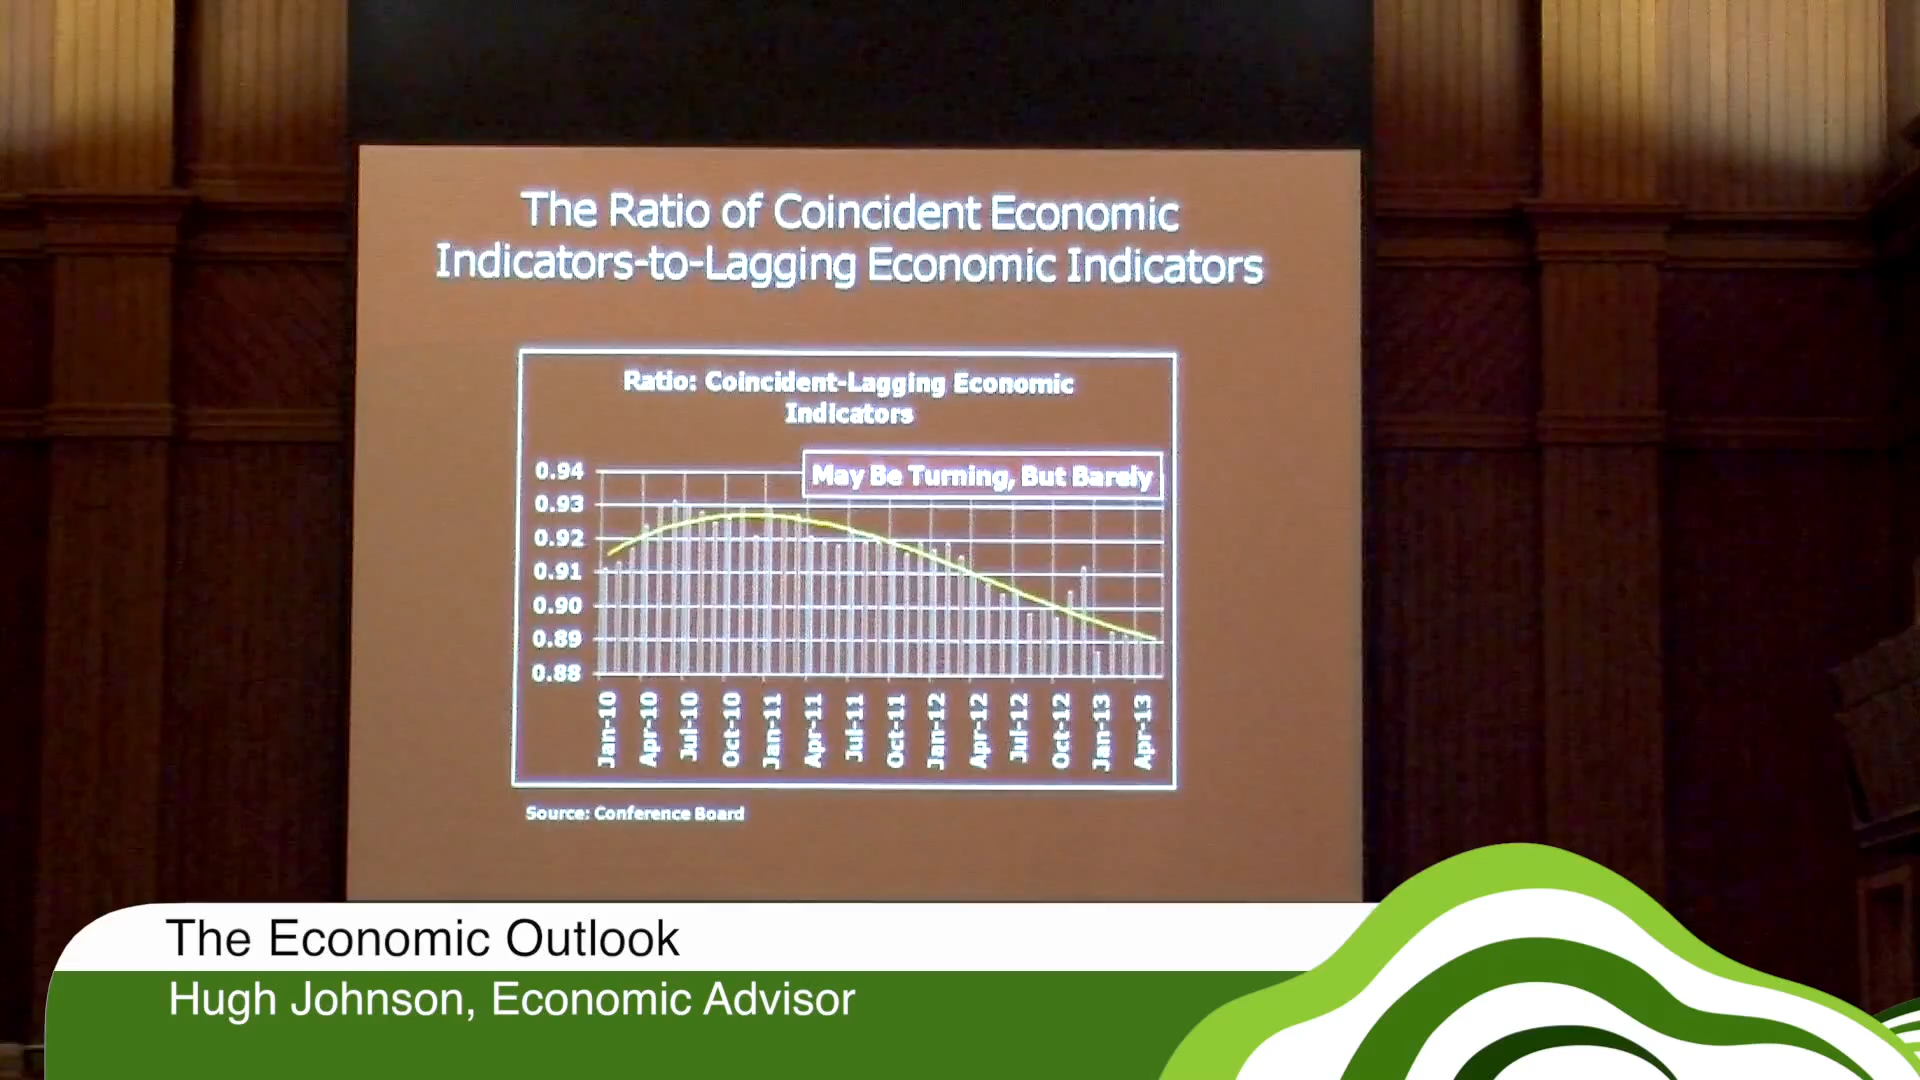 The Ratio of Coincident Economic
Indicators-to-Lagging Economic Indicators
Ratio: Coincident-Lagging Economic
Indicators
May Be Turning, But Barely
0.94
0.93
0.92
0.91
0.90
0.89
0.88
Jan-10
Apr-10
Jul-10
Oct-10
Jan-11
Apr-11
Jul-11
Oct-11
Jan-12
Apr-12
Jul-12
Oct-12
Jan-13
Apr-13
Source: Conference Board
The Economic Outlook
Hugh Johnson, Economic Advisor